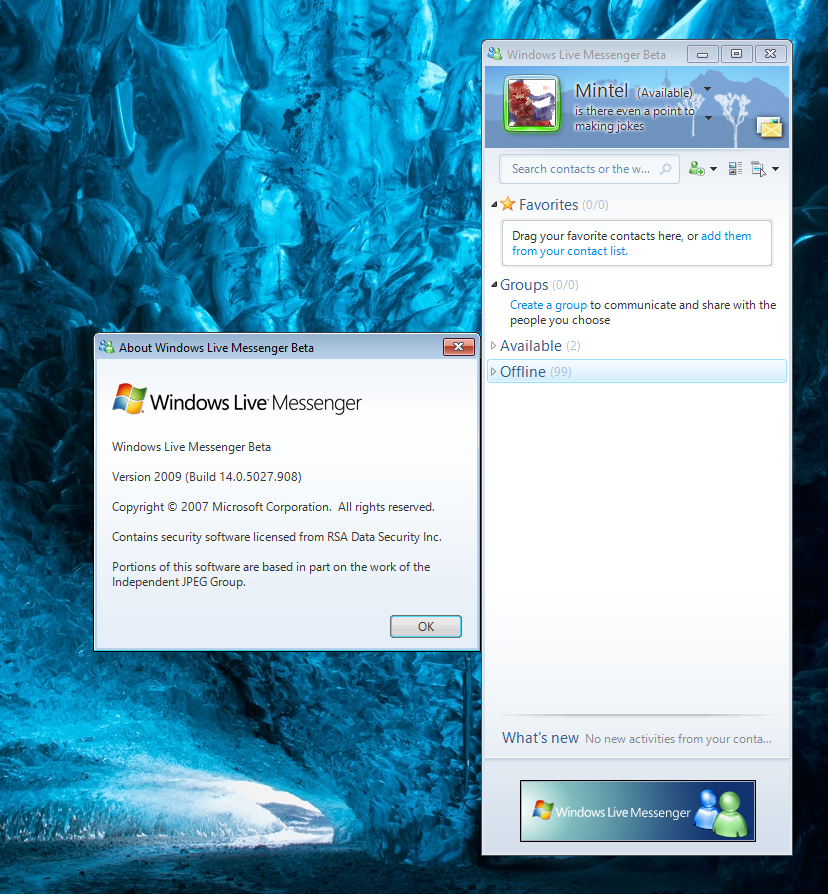 Windows Live Messenger Beta
Mintel (Available)
is there even a point to
making jokes
Search contacts or the w...
Favorites (0/0)
Drag your favorite contacts here, or add them
from your contact list.
Groups (0/0)
Create a group to communicate and share with the
people you choose
Available (2)
Offline (99)
What's new No new activities from your conta...
Windows Live Messenger
About Windows Live Messenger Beta
Windows Live Messenger
Windows Live Messenger Beta
Version 2009 (Build 14.0.5027.908)
Copyright © 2007 Microsoft Corporation. All rights reserved.
Contains security software licensed from RSA Data Security Inc.
Portions of this software are based in part on the work of the
Independent JPEG Group.
OK